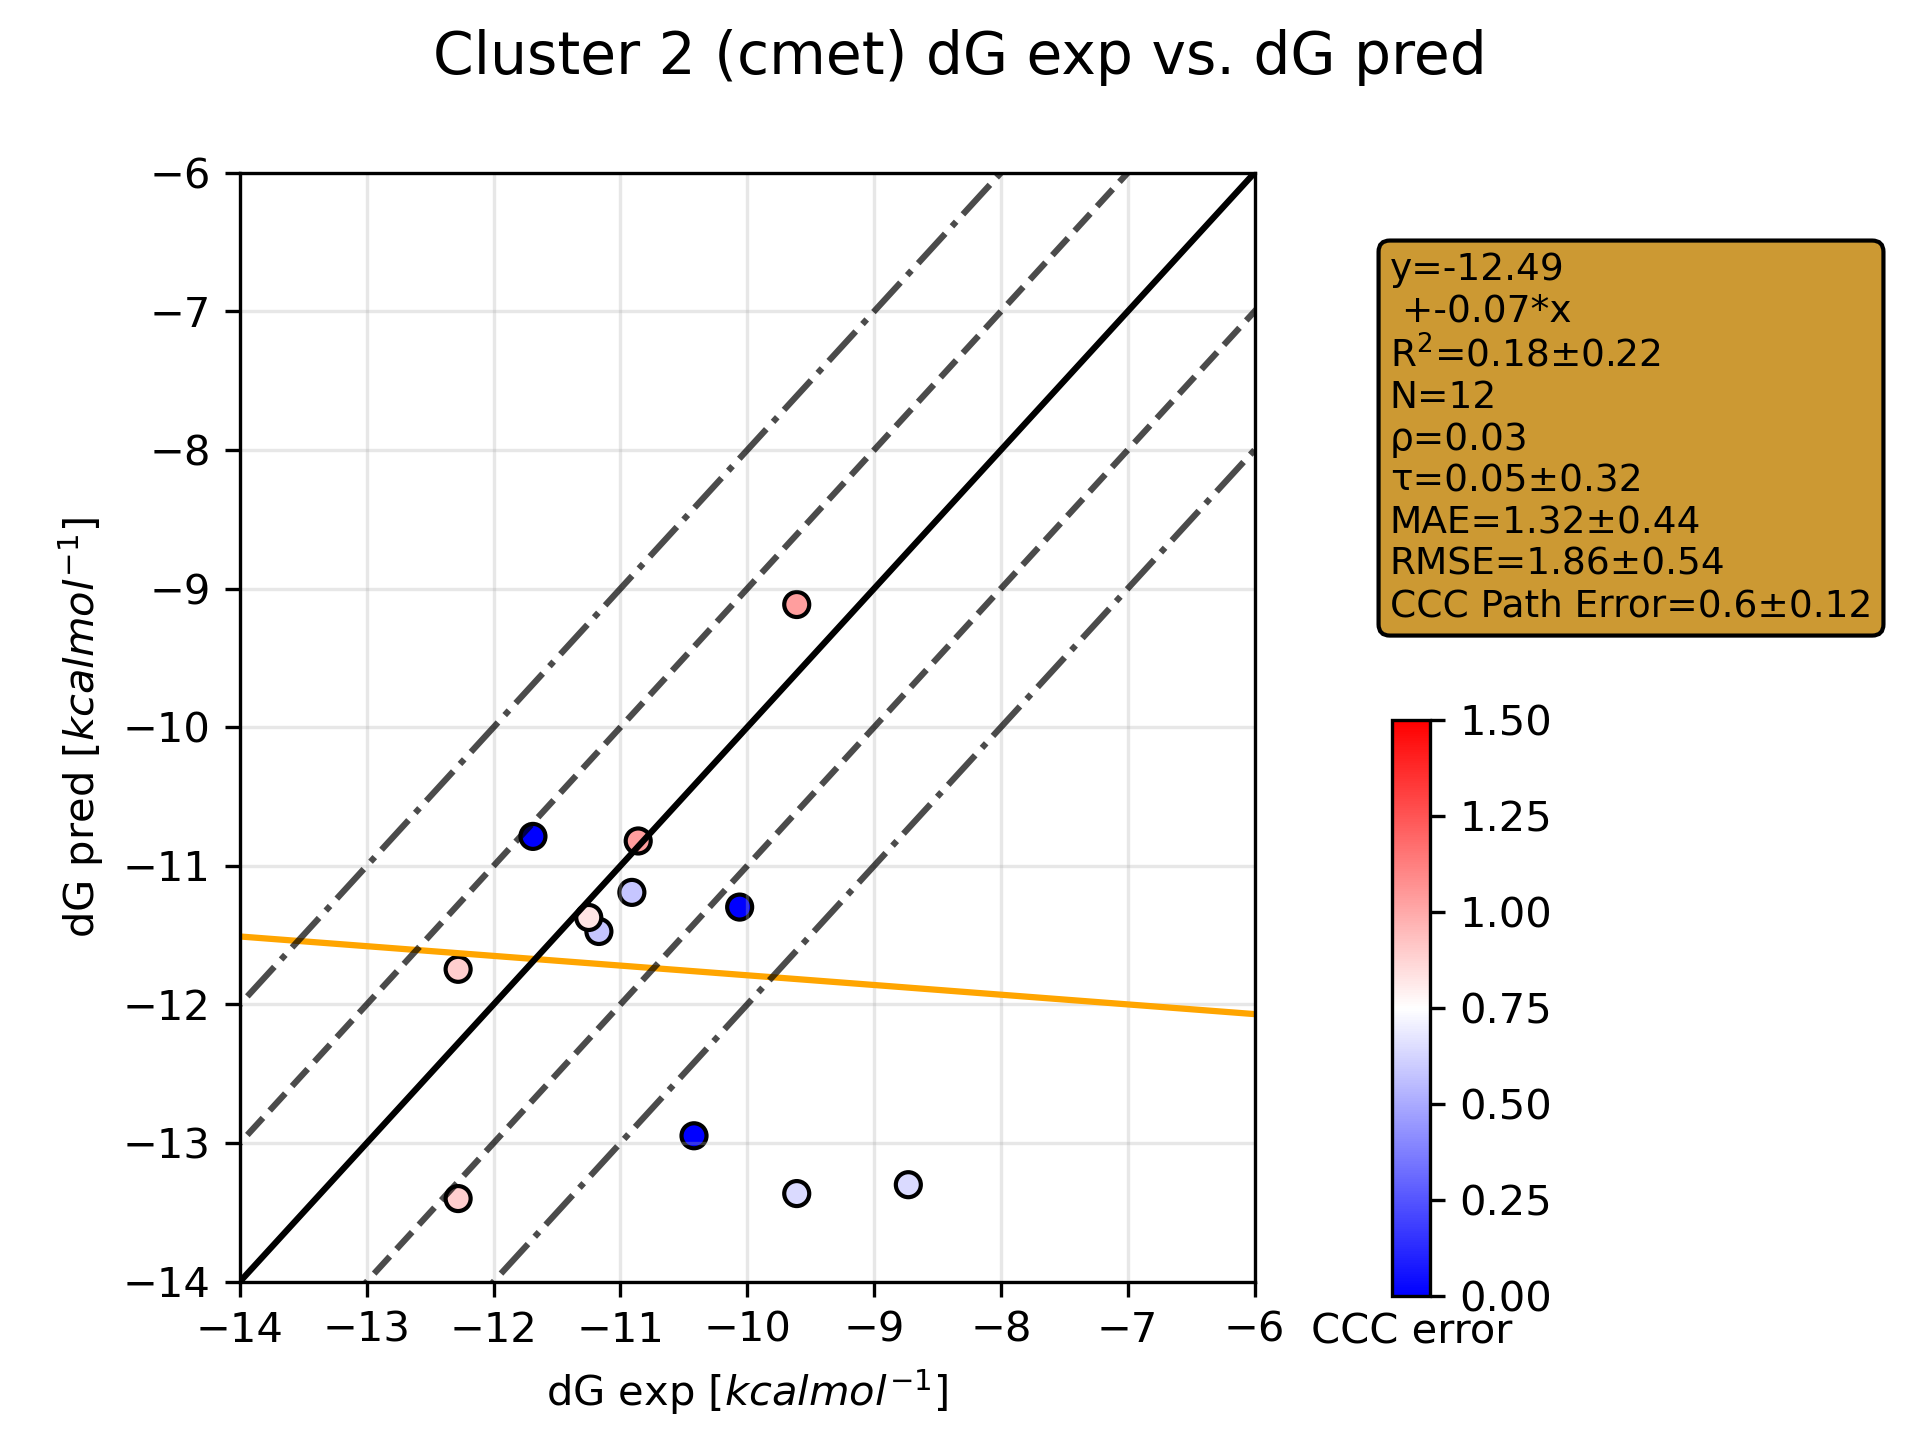 Cluster 2 (cmet) dG exp vs. dG pred
−6
−7
−8
−9
−10
−11
−12
−13
−14
dG pred [kcalmol⁻¹]
−14 −13 −12 −11 −10 −9 −8 −7 −6
dG exp [kcalmol⁻¹]
y=-12.49
+-0.07*x
R²=0.18±0.22
N=12
ρ=0.03
τ=0.05±0.32
MAE=1.32±0.44
RMSE=1.86±0.54
CCC Path Error=0.6±0.12
1.50
1.25
1.00
0.75
0.50
0.25
0.00
CCC error